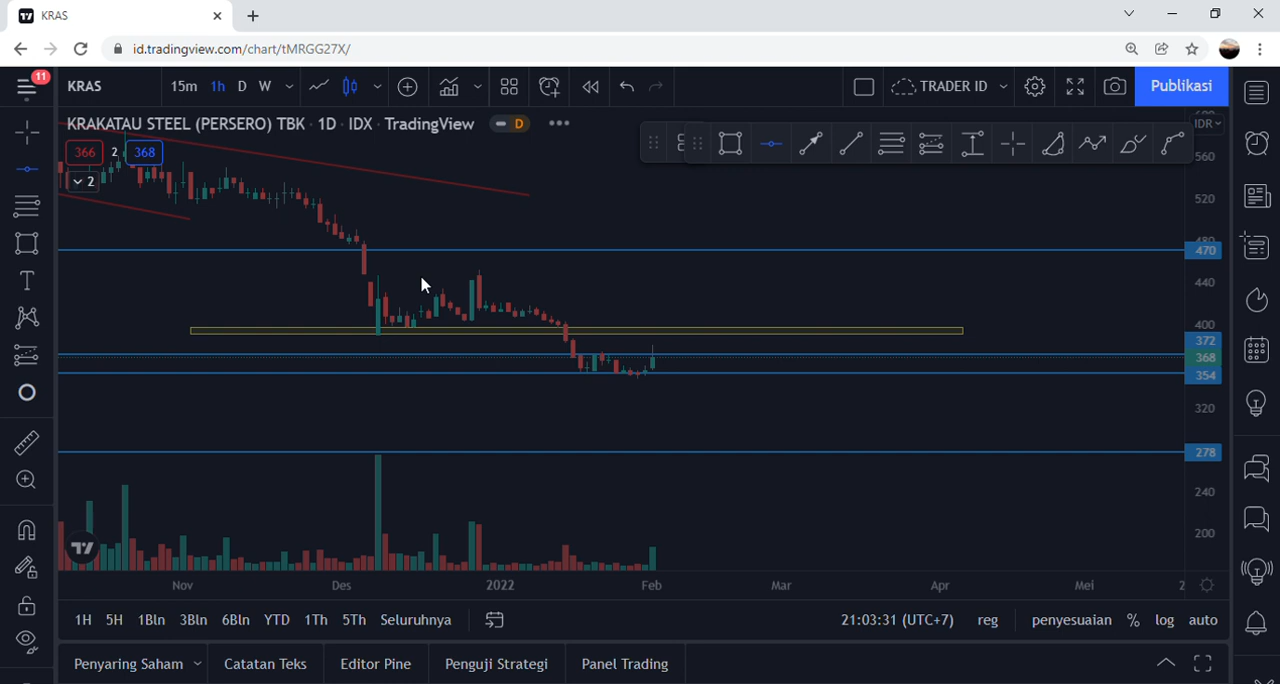 KRAS
id.tradingview.com/chart/tMRGG27X/
11
KRAS 15m 1h D W TRADER ID Publikasi
KRAKATAU STEEL (PERSERO) TBK · 1D · IDX · TradingView D
IDR
366 2 368
2
560
520
480
470
440
400
372
368
354
320
278
240
200
Nov Des 2022 Feb Mar Apr Mei 2
1H 5H 1Bln 3Bln 6Bln YTD 1Th 5Th Seluruhnya 21:03:31 (UTC+7) reg penyesuaian % log auto
Penyaring Saham Catatan Teks Editor Pine Penguji Strategi Panel Trading